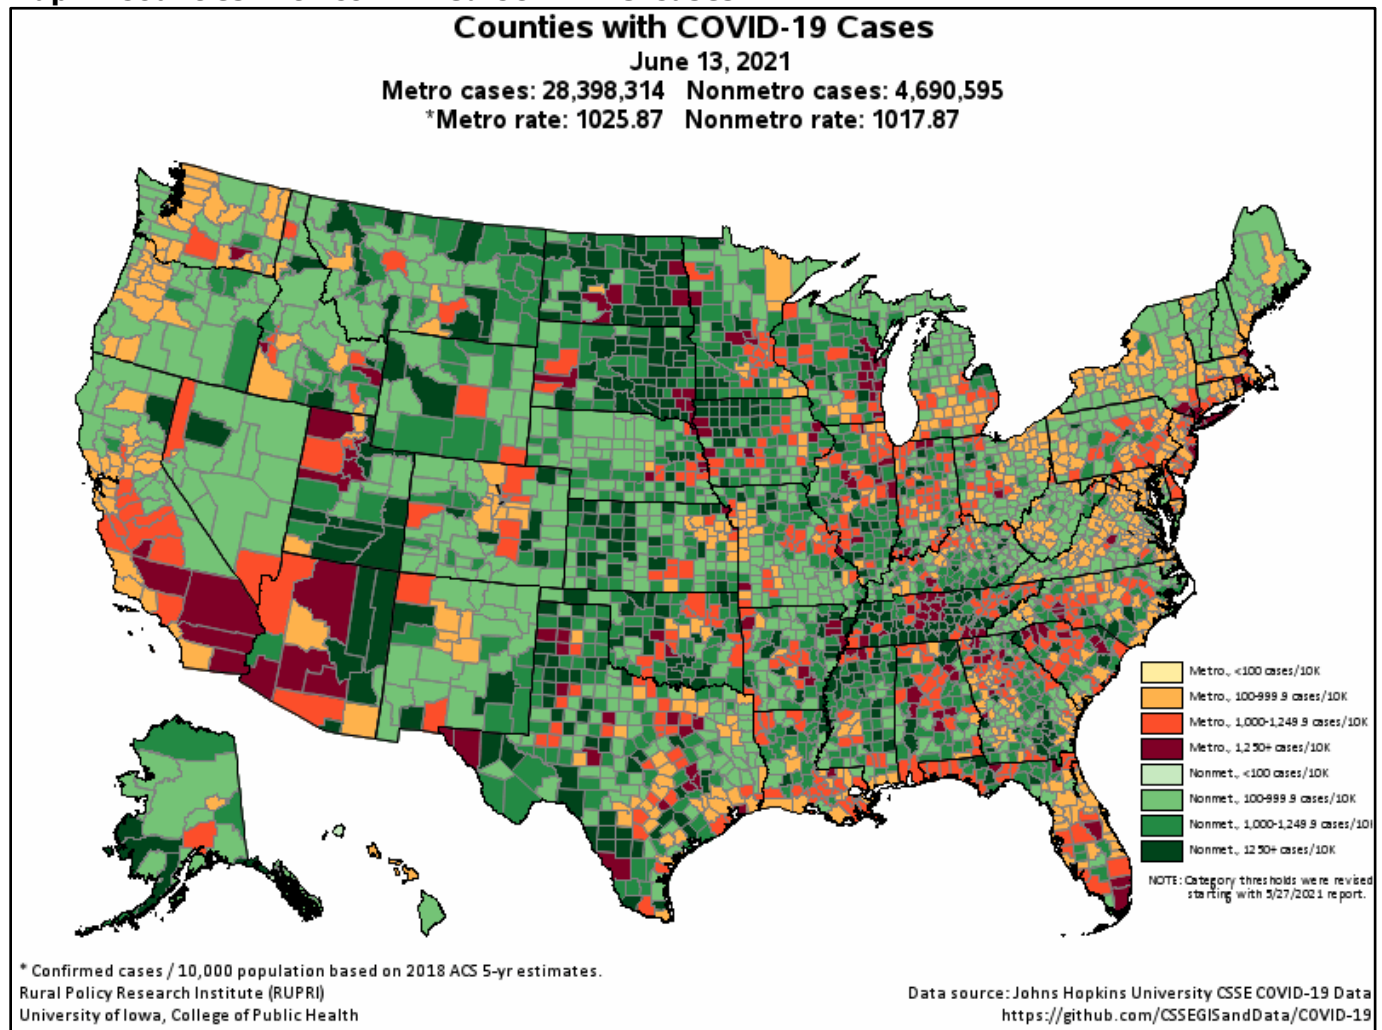 Counties with COVID-19 Cases
June 13, 2021
Metro cases: 28,398,314   Nonmetro cases: 4,690,595
*Metro rate: 1025.87   Nonmetro rate: 1017.87
Metro., <100 cases/10K
Metro., 100-999.9 cases/10K
Metro., 1,000-1,249.9 cases/10K
Metro., 1,250+ cases/10K
Nonmet., <100 cases/10K
Nonmet., 100-999.9 cases/10K
Nonmet., 1,000-1,249.9 cases/10
Nonmet., 1250+ cases/10K
NOTE: Category thresholds were revised
starting with 5/27/2021 report.
* Confirmed cases / 10,000 population based on 2018 ACS 5-yr estimates.
Rural Policy Research Institute (RUPRI)
University of Iowa, College of Public Health
Data source: Johns Hopkins University CSSE COVID-19 Data
https://github.com/CSSEGISandData/COVID-19